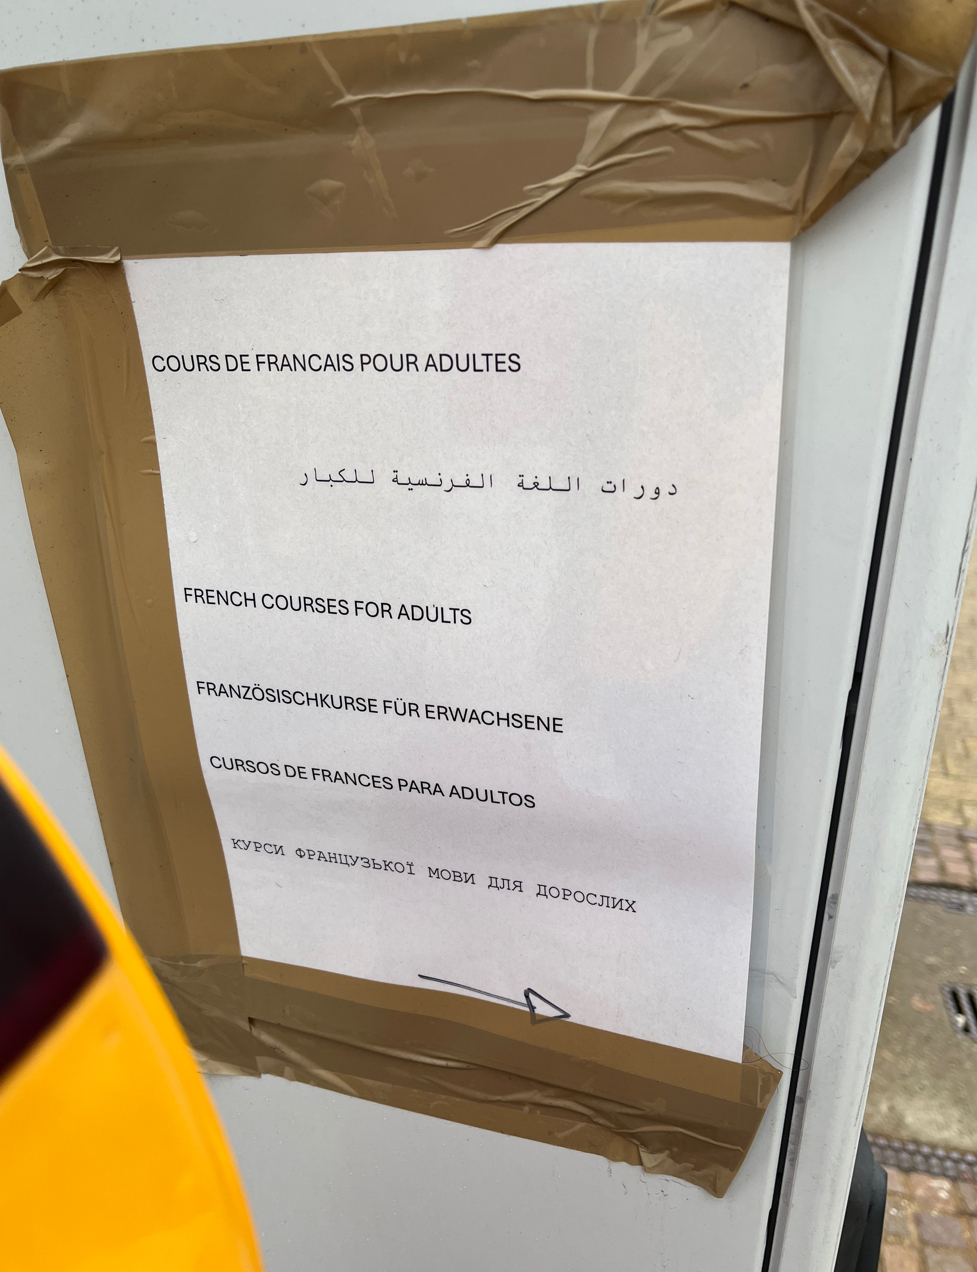 COURS DE FRANCAIS POUR ADULTES
دورات اللغة الفرنسية للكبار
FRENCH COURSES FOR ADULTS
FRANZÖSISCHKURSE FÜR ERWACHSENE
CURSOS DE FRANCES PARA ADULTOS
КУРСИ ФРАНЦУЗЬКОЇ МОВИ ДЛЯ ДОРОСЛИХ